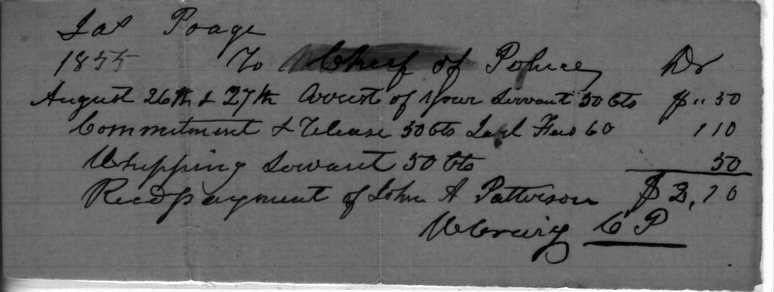 Jas Poage
1855 To Chief of Police Dr
August 26th & 27th Arrest of your Servant 50 cts $ " 50
Commitment & Release 50 cts Jail Fees 60 1 10
Whipping Servant 50 cts 50
Recd payment of John A Patterson $ 2,10
C P